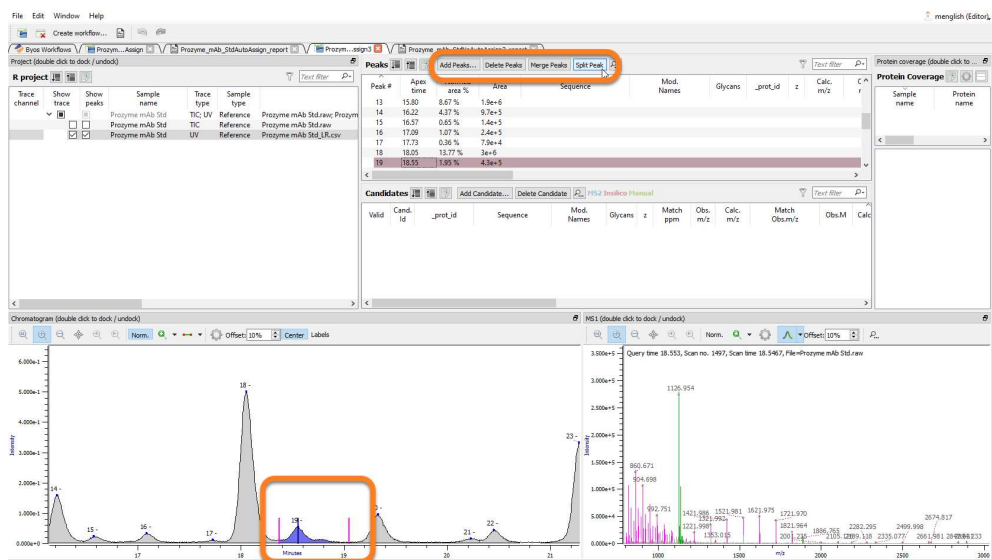 File Edit Window Help
menglish (Editor)
Create workflow...
Byos Workflows Prozym...Assign Prozyme_mAb_StdAutoAssign_report Prozym...ssign3
Project (double click to dock / undock)
R project
Text filter
Trace channel Show trace Show peaks Sample name Trace type Sample type
Prozyme mAb Std TIC; UV Reference Prozyme mAb Std.raw; Prozym
Prozyme mAb Std TIC Reference Prozyme mAb Std.raw
Prozyme mAb Std UV Reference Prozyme mAb Std_LR.csv
Peaks Add Peaks... Delete Peaks Merge Peaks Split Peak
Text filter
Peak # Apex time area % Area Sequence Mod. Names Glycans _prot_id z Calc. m/z
13 15.80 8.67 % 1.9e+6
14 16.22 4.37 % 9.7e+5
15 16.57 0.65 % 1.4e+5
16 17.09 1.07 % 2.4e+5
17 17.73 0.36 % 7.9e+4
18 18.05 13.77 % 3e+6
19 18.55 1.95 % 4.3e+5
Candidates Add Candidate... Delete Candidate MS2 Insilico Manual
Text filter
Valid Cand. Id _prot_id Sequence Mod. Names Glycans z Match ppm Obs. m/z Calc. m/z Match Obs.m/z Obs.M Calc
Protein coverage (double click to ...
Protein Coverage
Sample name Protein name
Chromatogram (double click to dock / undock)
Norm. Offset: 10% Center Labels
6.000e-1
5.000e-1
4.000e-1
3.000e-1
2.000e-1
1.000e-1
0.000e+0
Intensity
14 -
15 -
16 -
17 -
18 -
19 -
21 -
22 -
23 -
17 18 19 20 21
Minutes
MS1 (double click to dock / undock)
Norm. Offset: 10%
Query time 18.553, Scan no. 1497, Scan time 18.5467, File=Prozyme mAb Std.raw
3.500e+5
3.000e+5
2.500e+5
2.000e+5
1.500e+5
1.000e+5
5.000e+4
0.000e+0
Intensity
1126.954
860.671
904.698
992.751
1421.986
1521.981
1621.975
1721.970
1221.998
1353.015
1821.964
1886.765
2282.295
2335.077
2499.998
2661.981
2674.817
1000 1500 2000 2500 3000
m/z